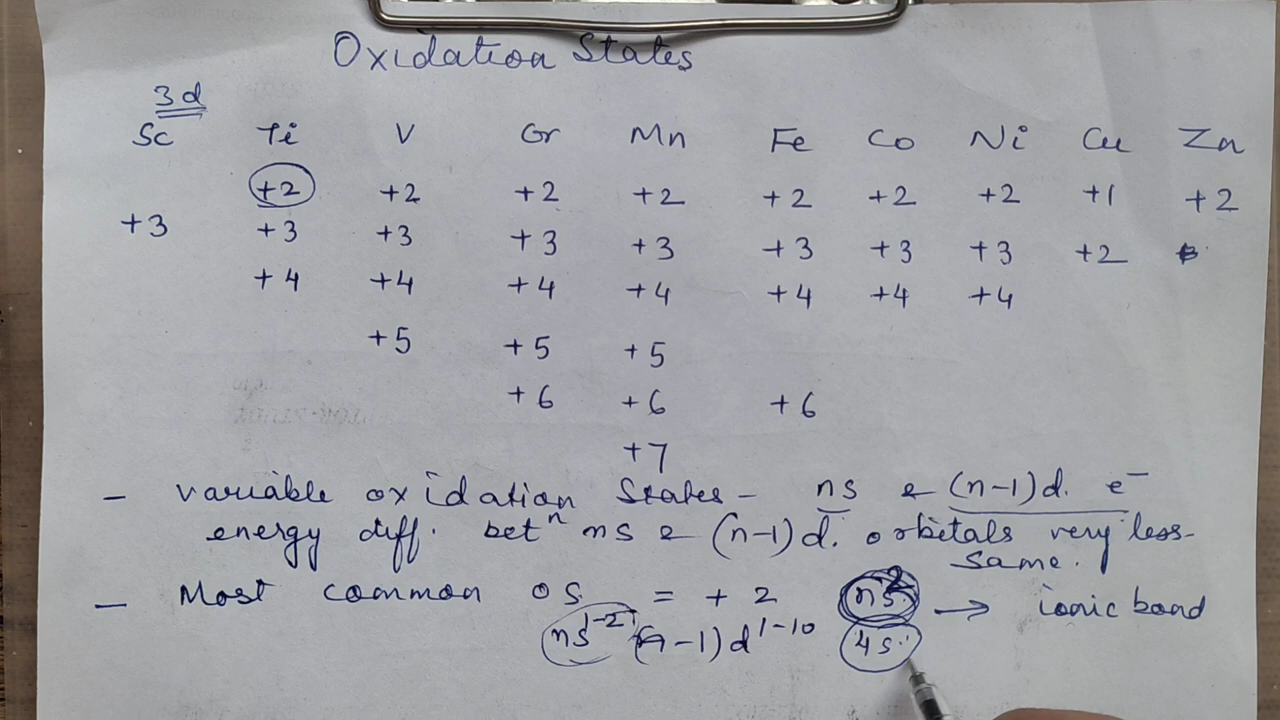 Oxidation States
3d
Sc Ti V Cr Mn Fe Co Ni Cu Zn
+2 +2 +2 +2 +2 +2 +2 +1 +2
+3 +3 +3 +3 +3 +3 +3 +3 +2
+4 +4 +4 +4 +4 +4 +4
+5 +5 +5
+6 +6 +6
+7
- variable oxidation States - ns & (n-1)d. e⁻
energy diff. betⁿ ns & (n-1)d. orbitals very less-
same.
- Most common OS = +2 ns² → ionic bond
ns¹⁻² (n-1)d¹⁻¹⁰ 4s.